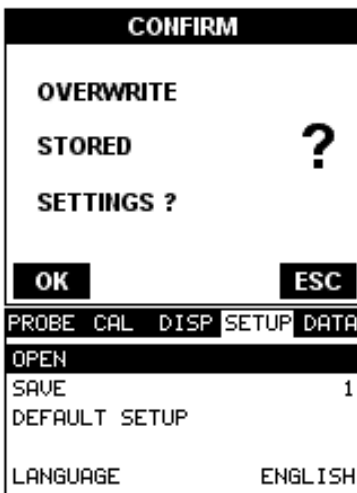 CONFIRM
OVERWRITE
STORED
SETTINGS ?
?
OK ESC
PROBE CAL DISP SETUP DATA
OPEN
SAVE 1
DEFAULT SETUP
LANGUAGE ENGLISH